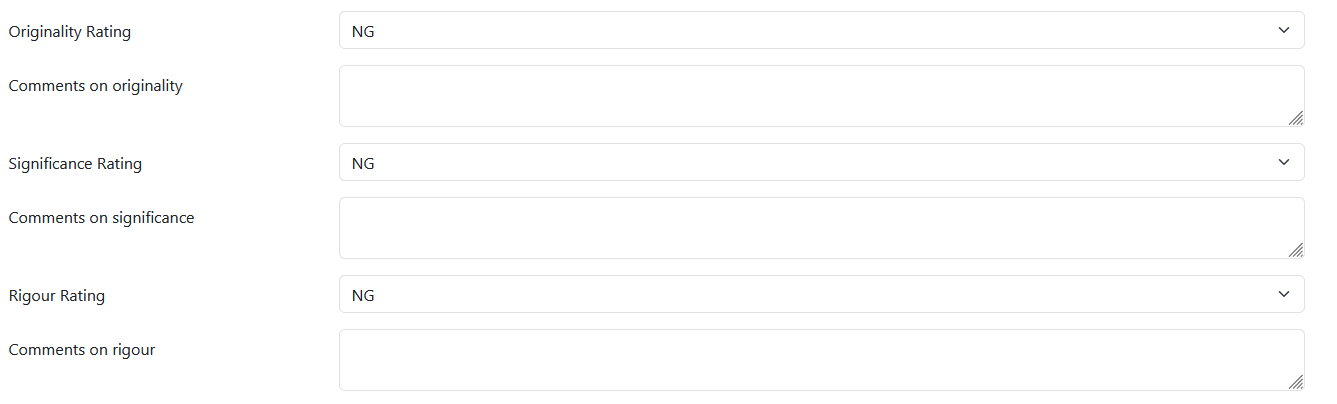 Originality Rating NG
Comments on originality
Significance Rating NG
Comments on significance
Rigour Rating NG
Comments on rigour